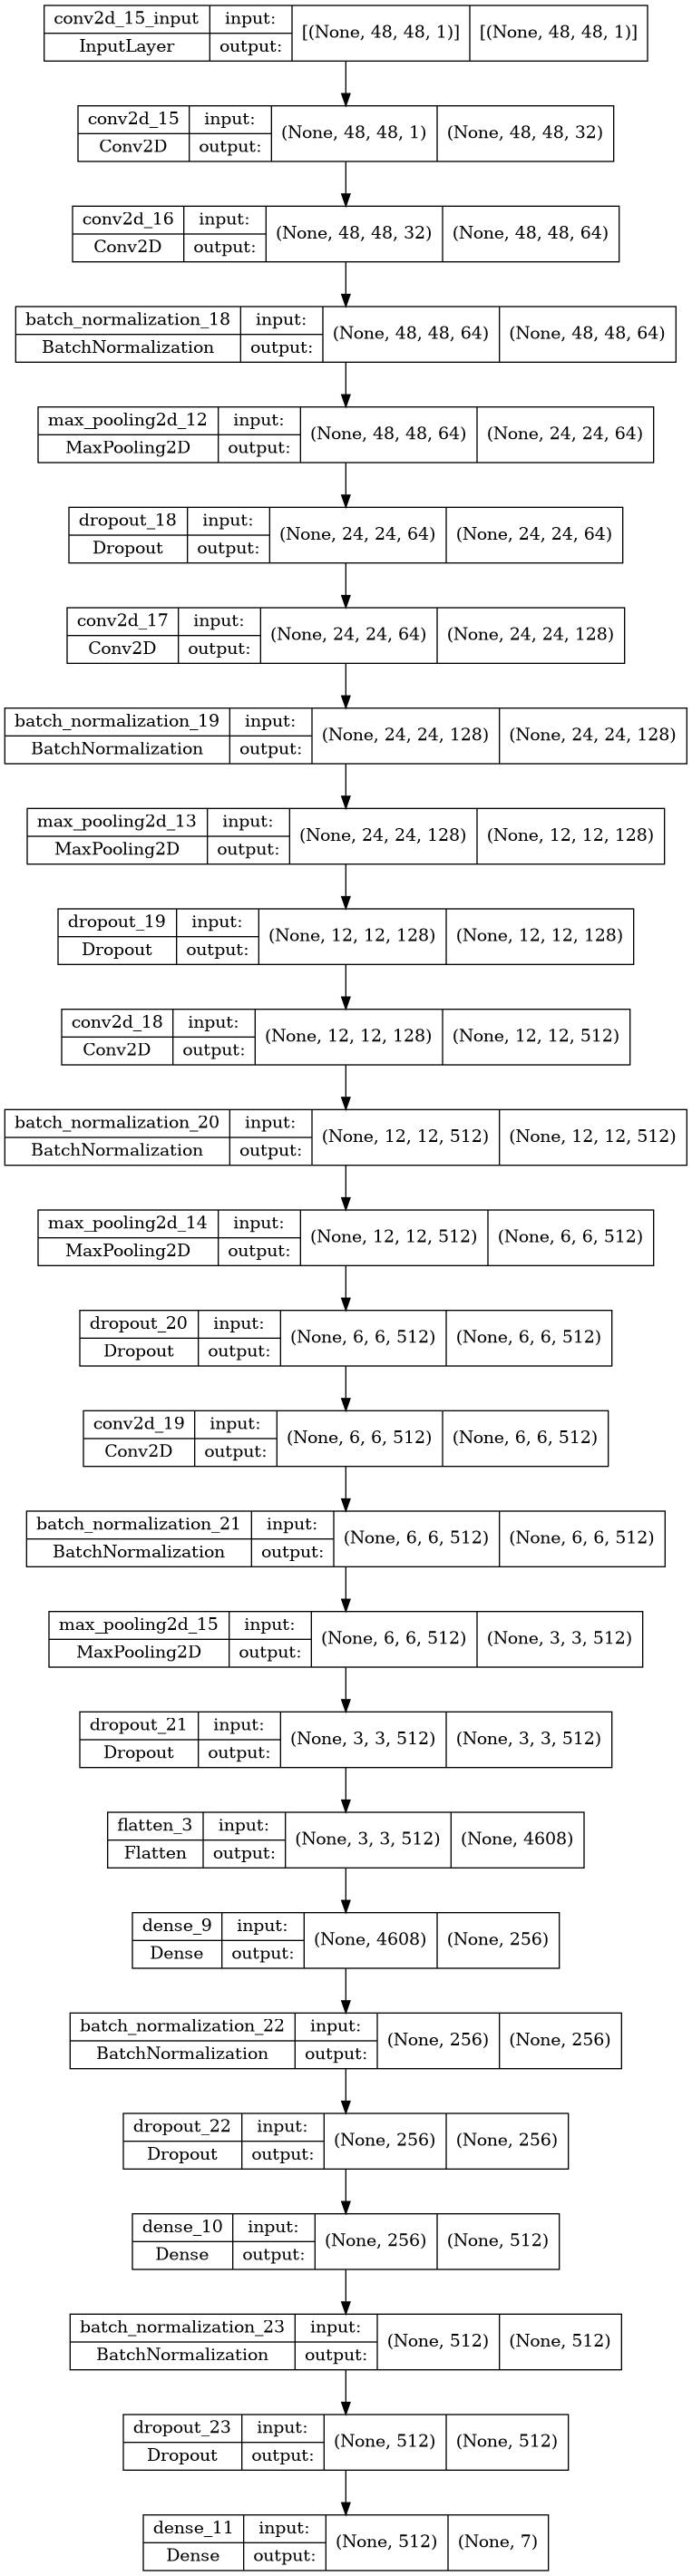 conv2d_15_input input: [(None, 48, 48, 1)] [(None, 48, 48, 1)]
InputLayer output:
conv2d_15 input: (None, 48, 48, 1) (None, 48, 48, 32)
Conv2D output:
conv2d_16 input: (None, 48, 48, 32) (None, 48, 48, 64)
Conv2D output:
batch_normalization_18 input: (None, 48, 48, 64) (None, 48, 48, 64)
BatchNormalization output:
max_pooling2d_12 input: (None, 48, 48, 64) (None, 24, 24, 64)
MaxPooling2D output:
dropout_18 input: (None, 24, 24, 64) (None, 24, 24, 64)
Dropout output:
conv2d_17 input: (None, 24, 24, 64) (None, 24, 24, 128)
Conv2D output:
batch_normalization_19 input: (None, 24, 24, 128) (None, 24, 24, 128)
BatchNormalization output:
max_pooling2d_13 input: (None, 24, 24, 128) (None, 12, 12, 128)
MaxPooling2D output:
dropout_19 input: (None, 12, 12, 128) (None, 12, 12, 128)
Dropout output:
conv2d_18 input: (None, 12, 12, 128) (None, 12, 12, 512)
Conv2D output:
batch_normalization_20 input: (None, 12, 12, 512) (None, 12, 12, 512)
BatchNormalization output:
max_pooling2d_14 input: (None, 12, 12, 512) (None, 6, 6, 512)
MaxPooling2D output:
dropout_20 input: (None, 6, 6, 512) (None, 6, 6, 512)
Dropout output:
conv2d_19 input: (None, 6, 6, 512) (None, 6, 6, 512)
Conv2D output:
batch_normalization_21 input: (None, 6, 6, 512) (None, 6, 6, 512)
BatchNormalization output:
max_pooling2d_15 input: (None, 6, 6, 512) (None, 3, 3, 512)
MaxPooling2D output:
dropout_21 input: (None, 3, 3, 512) (None, 3, 3, 512)
Dropout output:
flatten_3 input: (None, 3, 3, 512) (None, 4608)
Flatten output:
dense_9 input: (None, 4608) (None, 256)
Dense output:
batch_normalization_22 input: (None, 256) (None, 256)
BatchNormalization output:
dropout_22 input: (None, 256) (None, 256)
Dropout output:
dense_10 input: (None, 256) (None, 512)
Dense output:
batch_normalization_23 input: (None, 512) (None, 512)
BatchNormalization output:
dropout_23 input: (None, 512) (None, 512)
Dropout output:
dense_11 input: (None, 512) (None, 7)
Dense output: